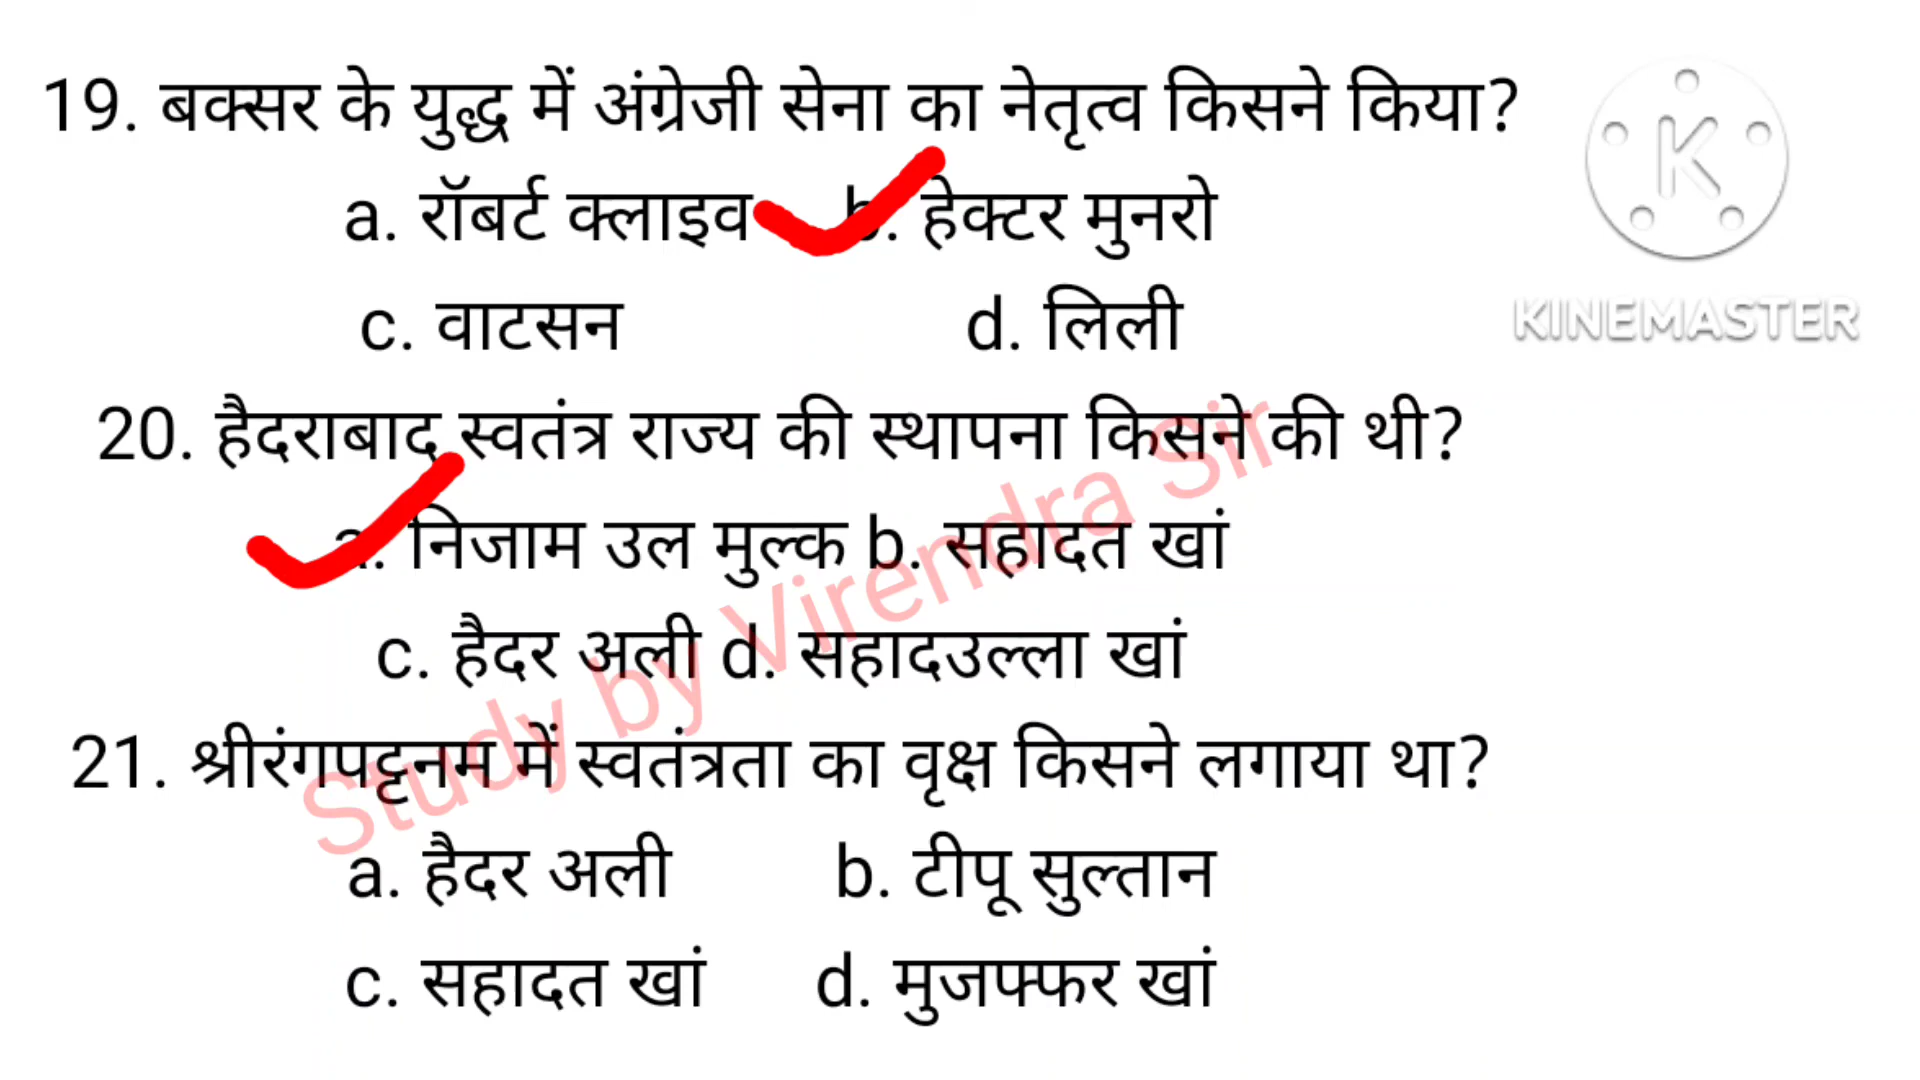 19. बक्सर के युद्ध में अंग्रेजी सेना का नेतृत्व किसने किया?
a. रॉबर्ट क्लाइव b. हेक्टर मुनरो
c. वाटसन d. लिली
20. हैदराबाद स्वतंत्र राज्य की स्थापना किसने की थी?
a. निजाम उल मुल्क b. सहादत खां
c. हैदर अली d. सहादउल्ला खां
21. श्रीरंगपट्टनम में स्वतंत्रता का वृक्ष किसने लगाया था?
a. हैदर अली b. टीपू सुल्तान
c. सहादत खां d. मुजफ्फर खां
K
KINEMASTER
Study by Virendra Sir